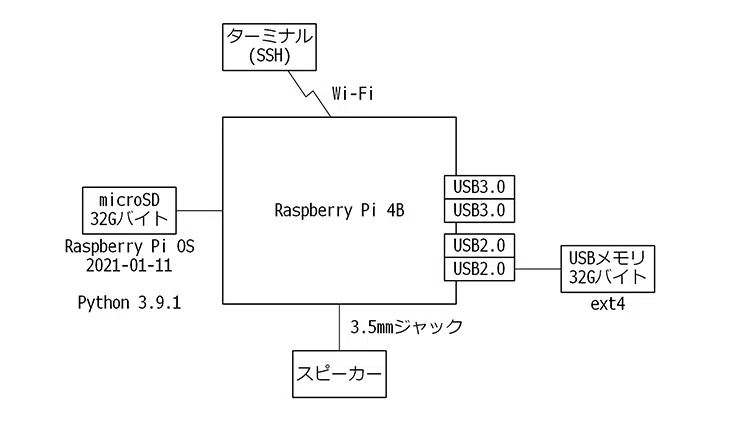 ターミナル
(SSH)
Wi-Fi
USB3.0
microSD
32Gバイト
Raspberry Pi 4B
USB3.0
Raspberry Pi OS
2021-01-11
USB2.0
USB2.0
USBメモリ
32Gバイト
Python 3.9.1
ext4
3.5mmジャック
スピーカー